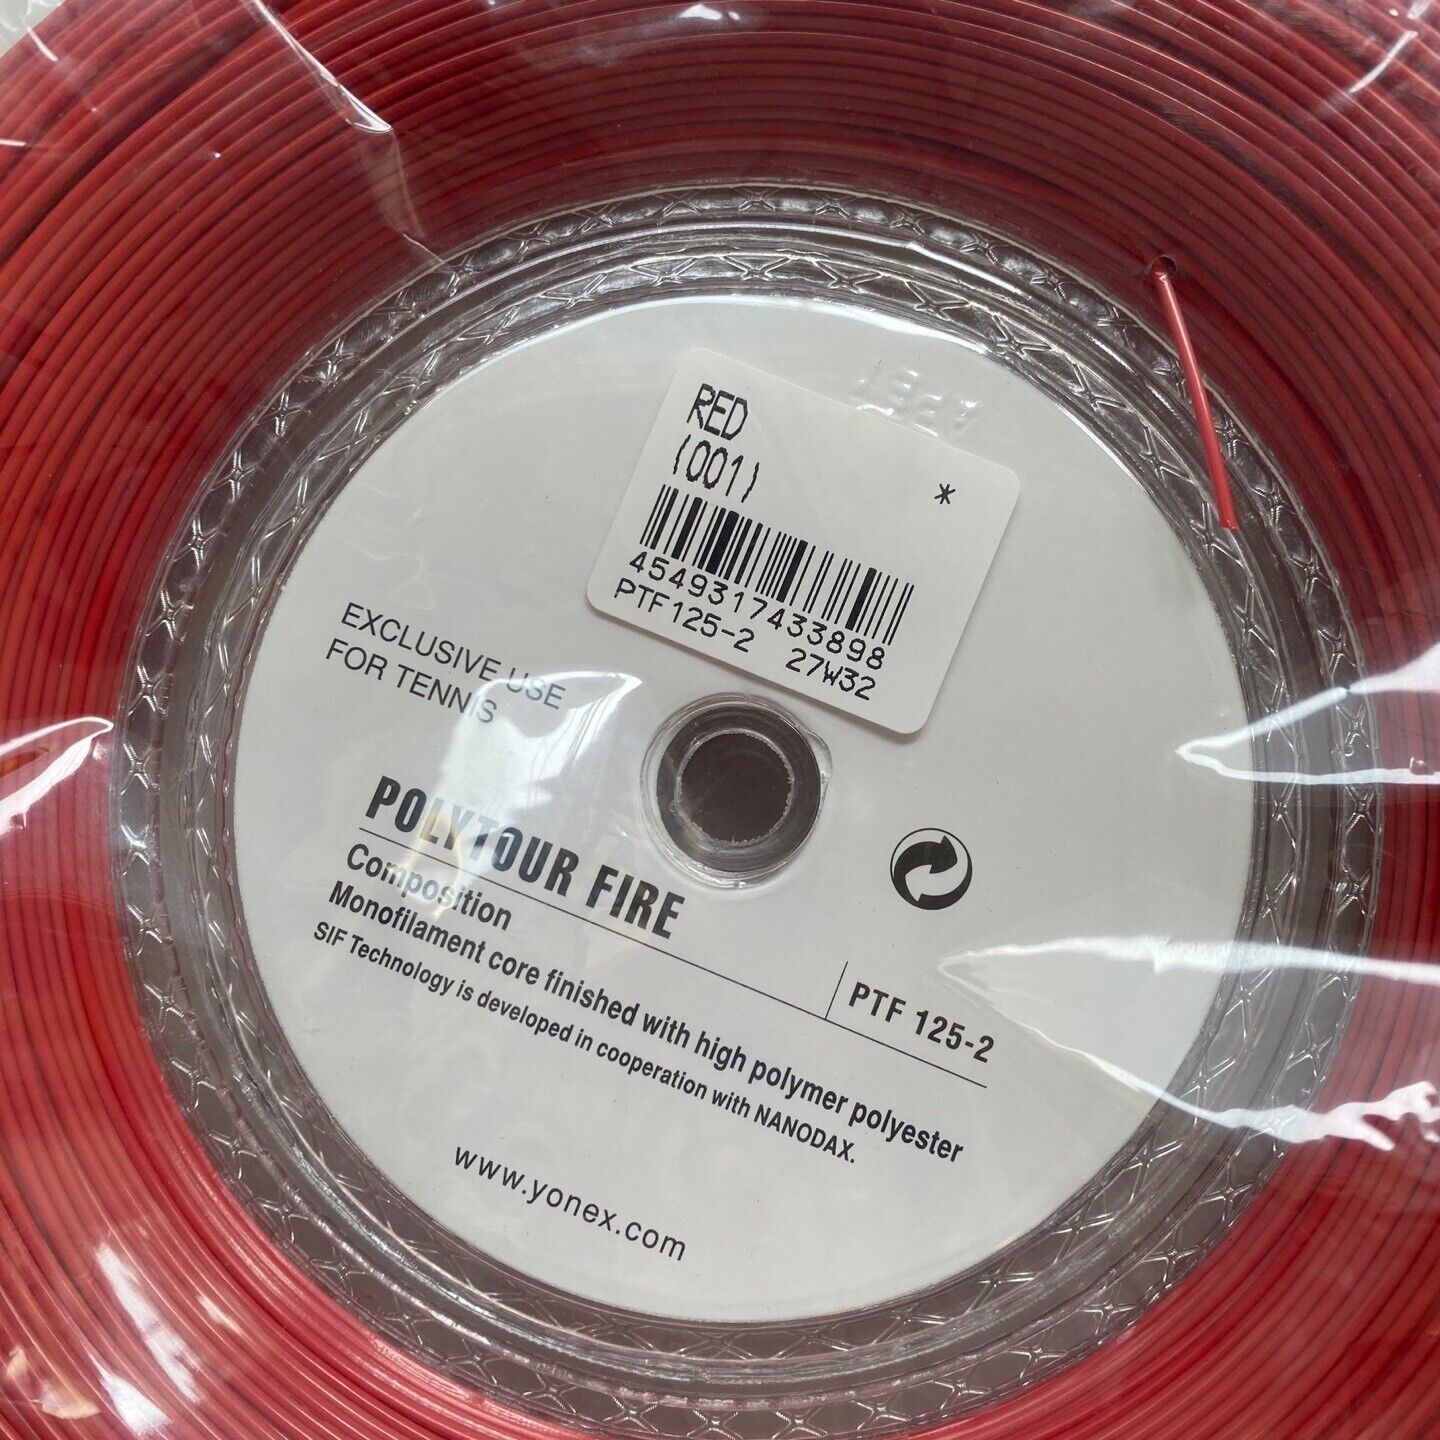 RED
(001)
*
4549317433898
PTF125-2 27W32
EXCLUSIVE USE
FOR TENNIS
POLYTOUR FIRE
PTF 125-2
Composition
Monofilament core finished with high polymer polyester
SIF Technology is developed in cooperation with NANODAX.
www.yonex.com